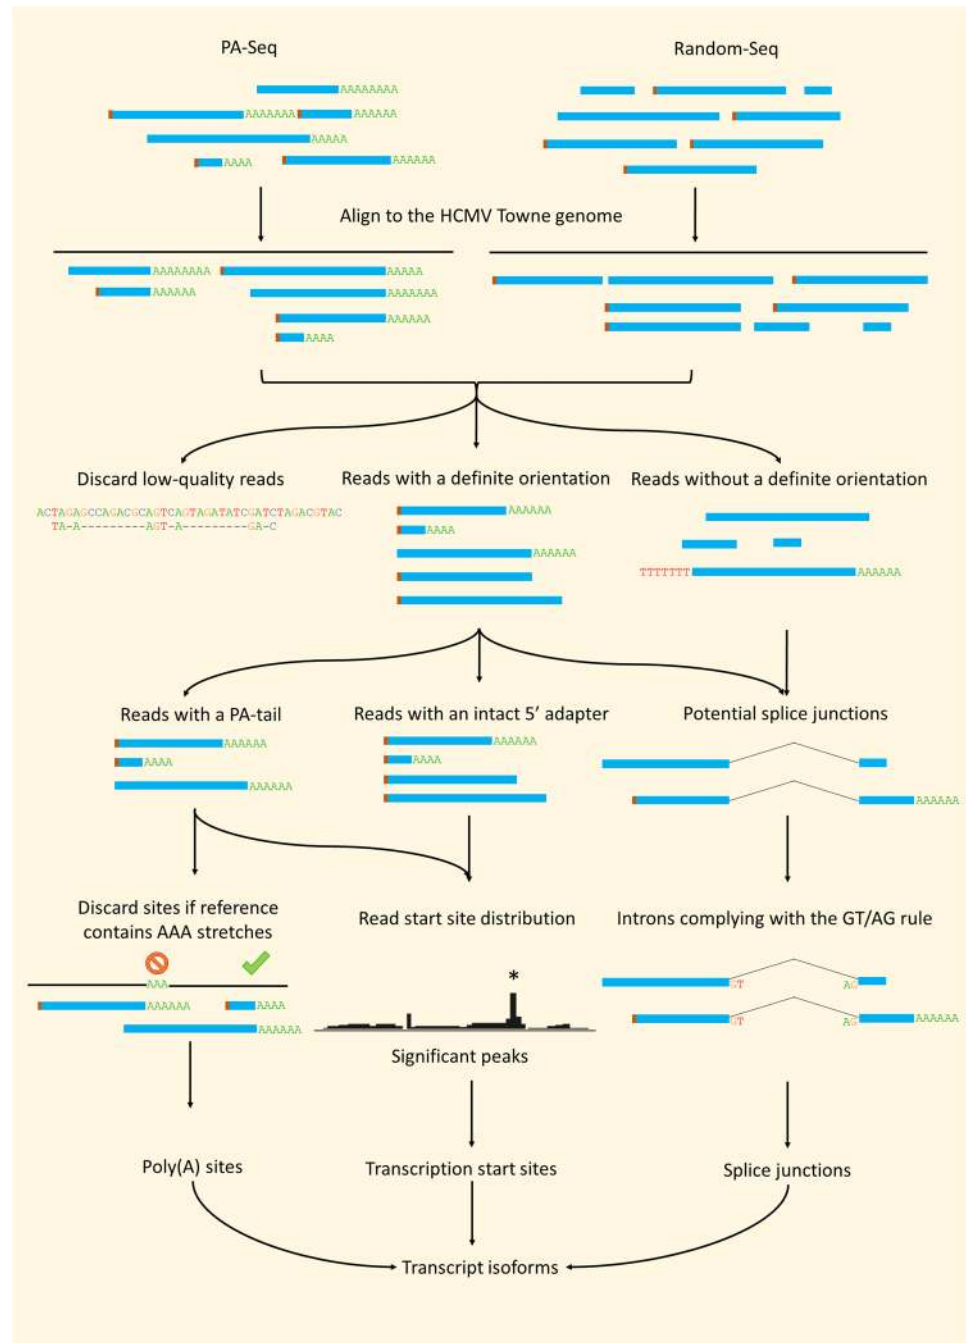 PA-Seq
Random-Seq
AAAAAAAA
AAAAAAA
AAAAAA
AAAAA
AAAA
AAAAAA
Align to the HCMV Towne genome
AAAAAAAA
AAAAA
AAAAAA
AAAAAAA
AAAAAA
AAAA
Discard low-quality reads
Reads with a definite orientation
Reads without a definite orientation
ACTAGAGCCAGACGCAGTCAGTAGATATCGATCTAGACGTAC
TA-A---------AGT-A---------GA-C
AAAAAA
AAAA
AAAAAA
TTTTTTT
AAAAAA
Reads with a PA-tail
Reads with an intact 5′ adapter
Potential splice junctions
AAAAAA
AAAA
AAAAAA
AAAAAA
AAAA
AAAAAA
Discard sites if reference
contains AAA stretches
Read start site distribution
Introns complying with the GT/AG rule
AAA
AAAAAA
AAAA
AAAAAA
*
GT
AG
GT
AG
AAAAAA
Significant peaks
Poly(A) sites
Transcription start sites
Splice junctions
Transcript isoforms